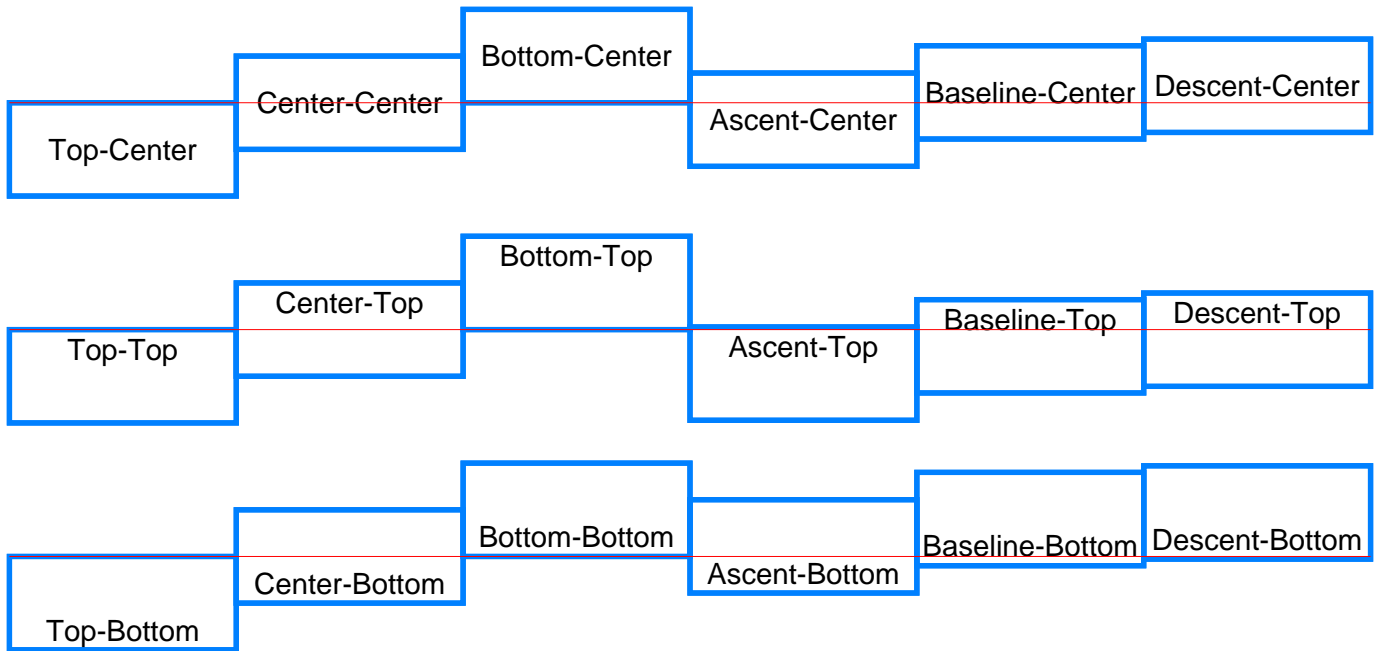 Top-Center Center-Center Bottom-Center Ascent-Center Baseline-Center Descent-Center
Top-Top Center-Top Bottom-Top Ascent-Top Baseline-Top Descent-Top
Top-Bottom Center-Bottom Bottom-Bottom Ascent-Bottom Baseline-Bottom Descent-Bottom